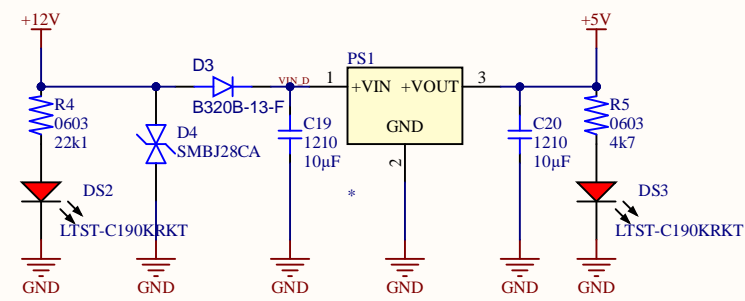 +12V
+5V
D3
PS1
VIN_D
1
+VIN
+VOUT
3
B320B-13-F
R4
0603
22k1
D4
SMBJ28CA
C19
1210
10µF
GND
2
C20
1210
10µF
R5
0603
4k7
DS2
*
DS3
LTST-C190KRKT
LTST-C190KRKT
GND
GND
GND
GND
GND
GND